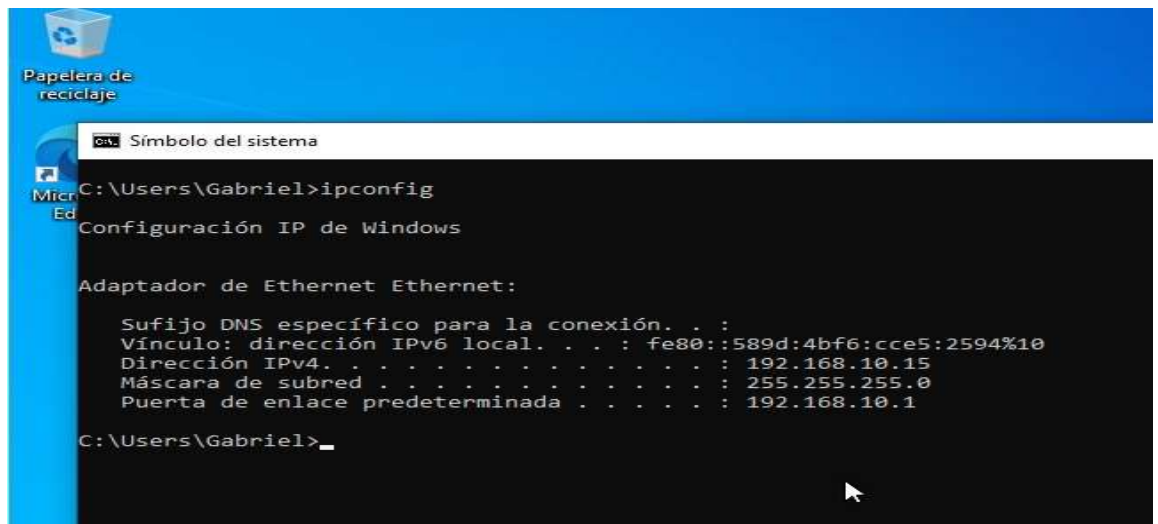 Papelera de
reciclaje
Símbolo del sistema
Micr
Ed
C:\Users\Gabriel>ipconfig
Configuración IP de Windows
Adaptador de Ethernet Ethernet:
Sufijo DNS específico para la conexión. . :
Vínculo: dirección IPv6 local. . . : fe80::589d:4bf6:cce5:2594%10
Dirección IPv4. . . . . . . . . . . . . . : 192.168.10.15
Máscara de subred . . . . . . . . . . . . : 255.255.255.0
Puerta de enlace predeterminada . . . . . : 192.168.10.1
C:\Users\Gabriel>